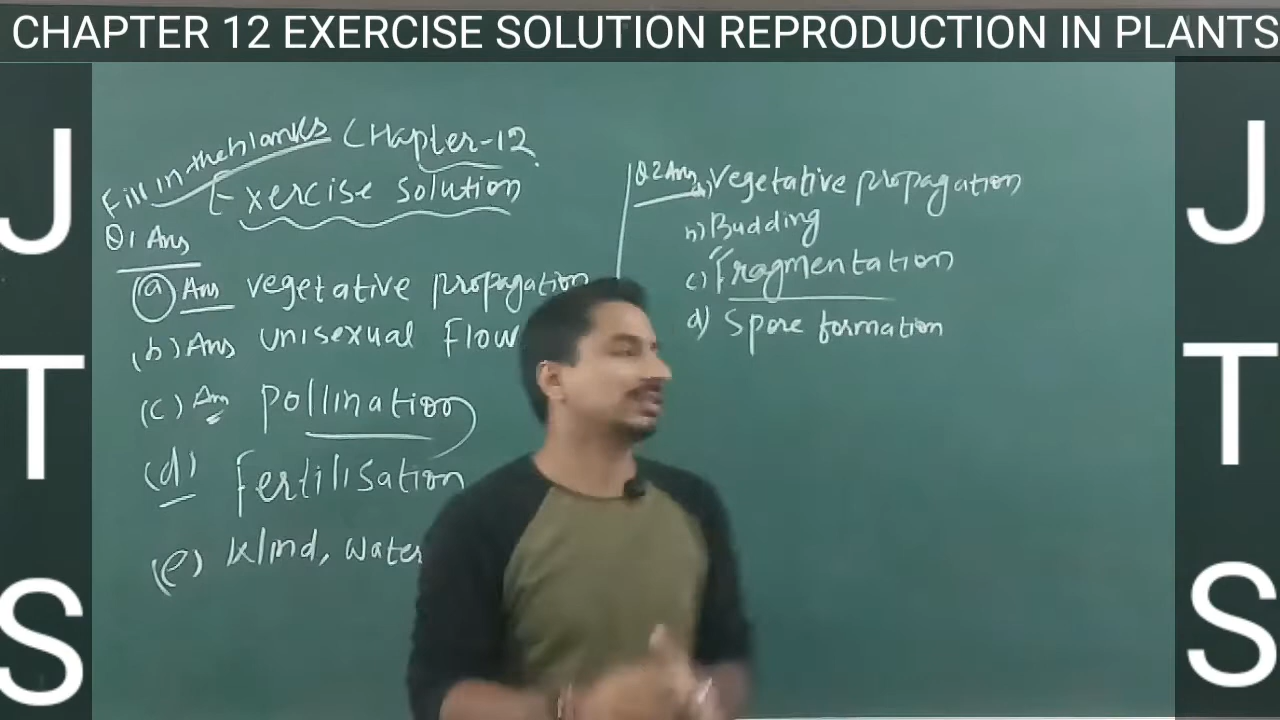 CHAPTER 12 EXERCISE SOLUTION REPRODUCTION IN PLANTS
J
T
S
Fill in the blanks Chapter-12
Exercise solution
Q1 Ans
(a) Ans vegetative propagation
(b) Ans unisexual flow
(c) Ans pollination
(d) Fertilisation
(e) Wind, water
Q2 Ans a) Vegetative propagation
b) Budding
c) Fragmentation
d) Spore formation
J
T
S